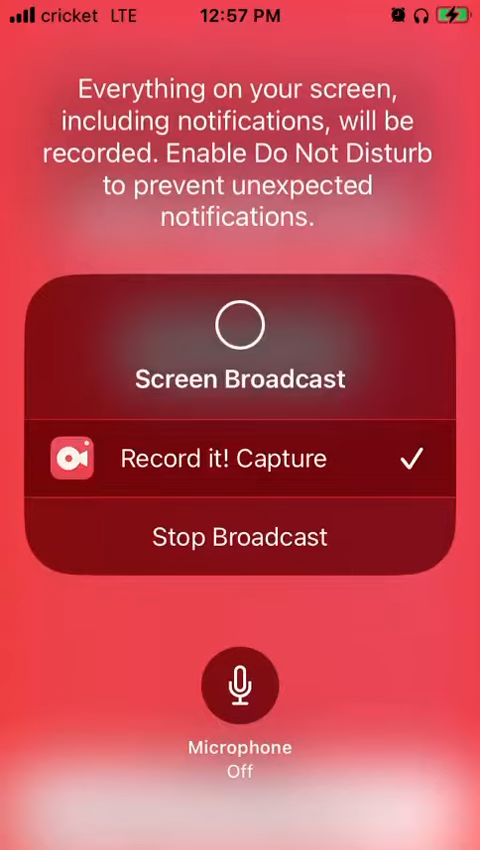 cricket LTE 12:57 PM
Everything on your screen,
including notifications, will be
recorded. Enable Do Not Disturb
to prevent unexpected
notifications.
Screen Broadcast
Record it! Capture
Stop Broadcast
Microphone
Off